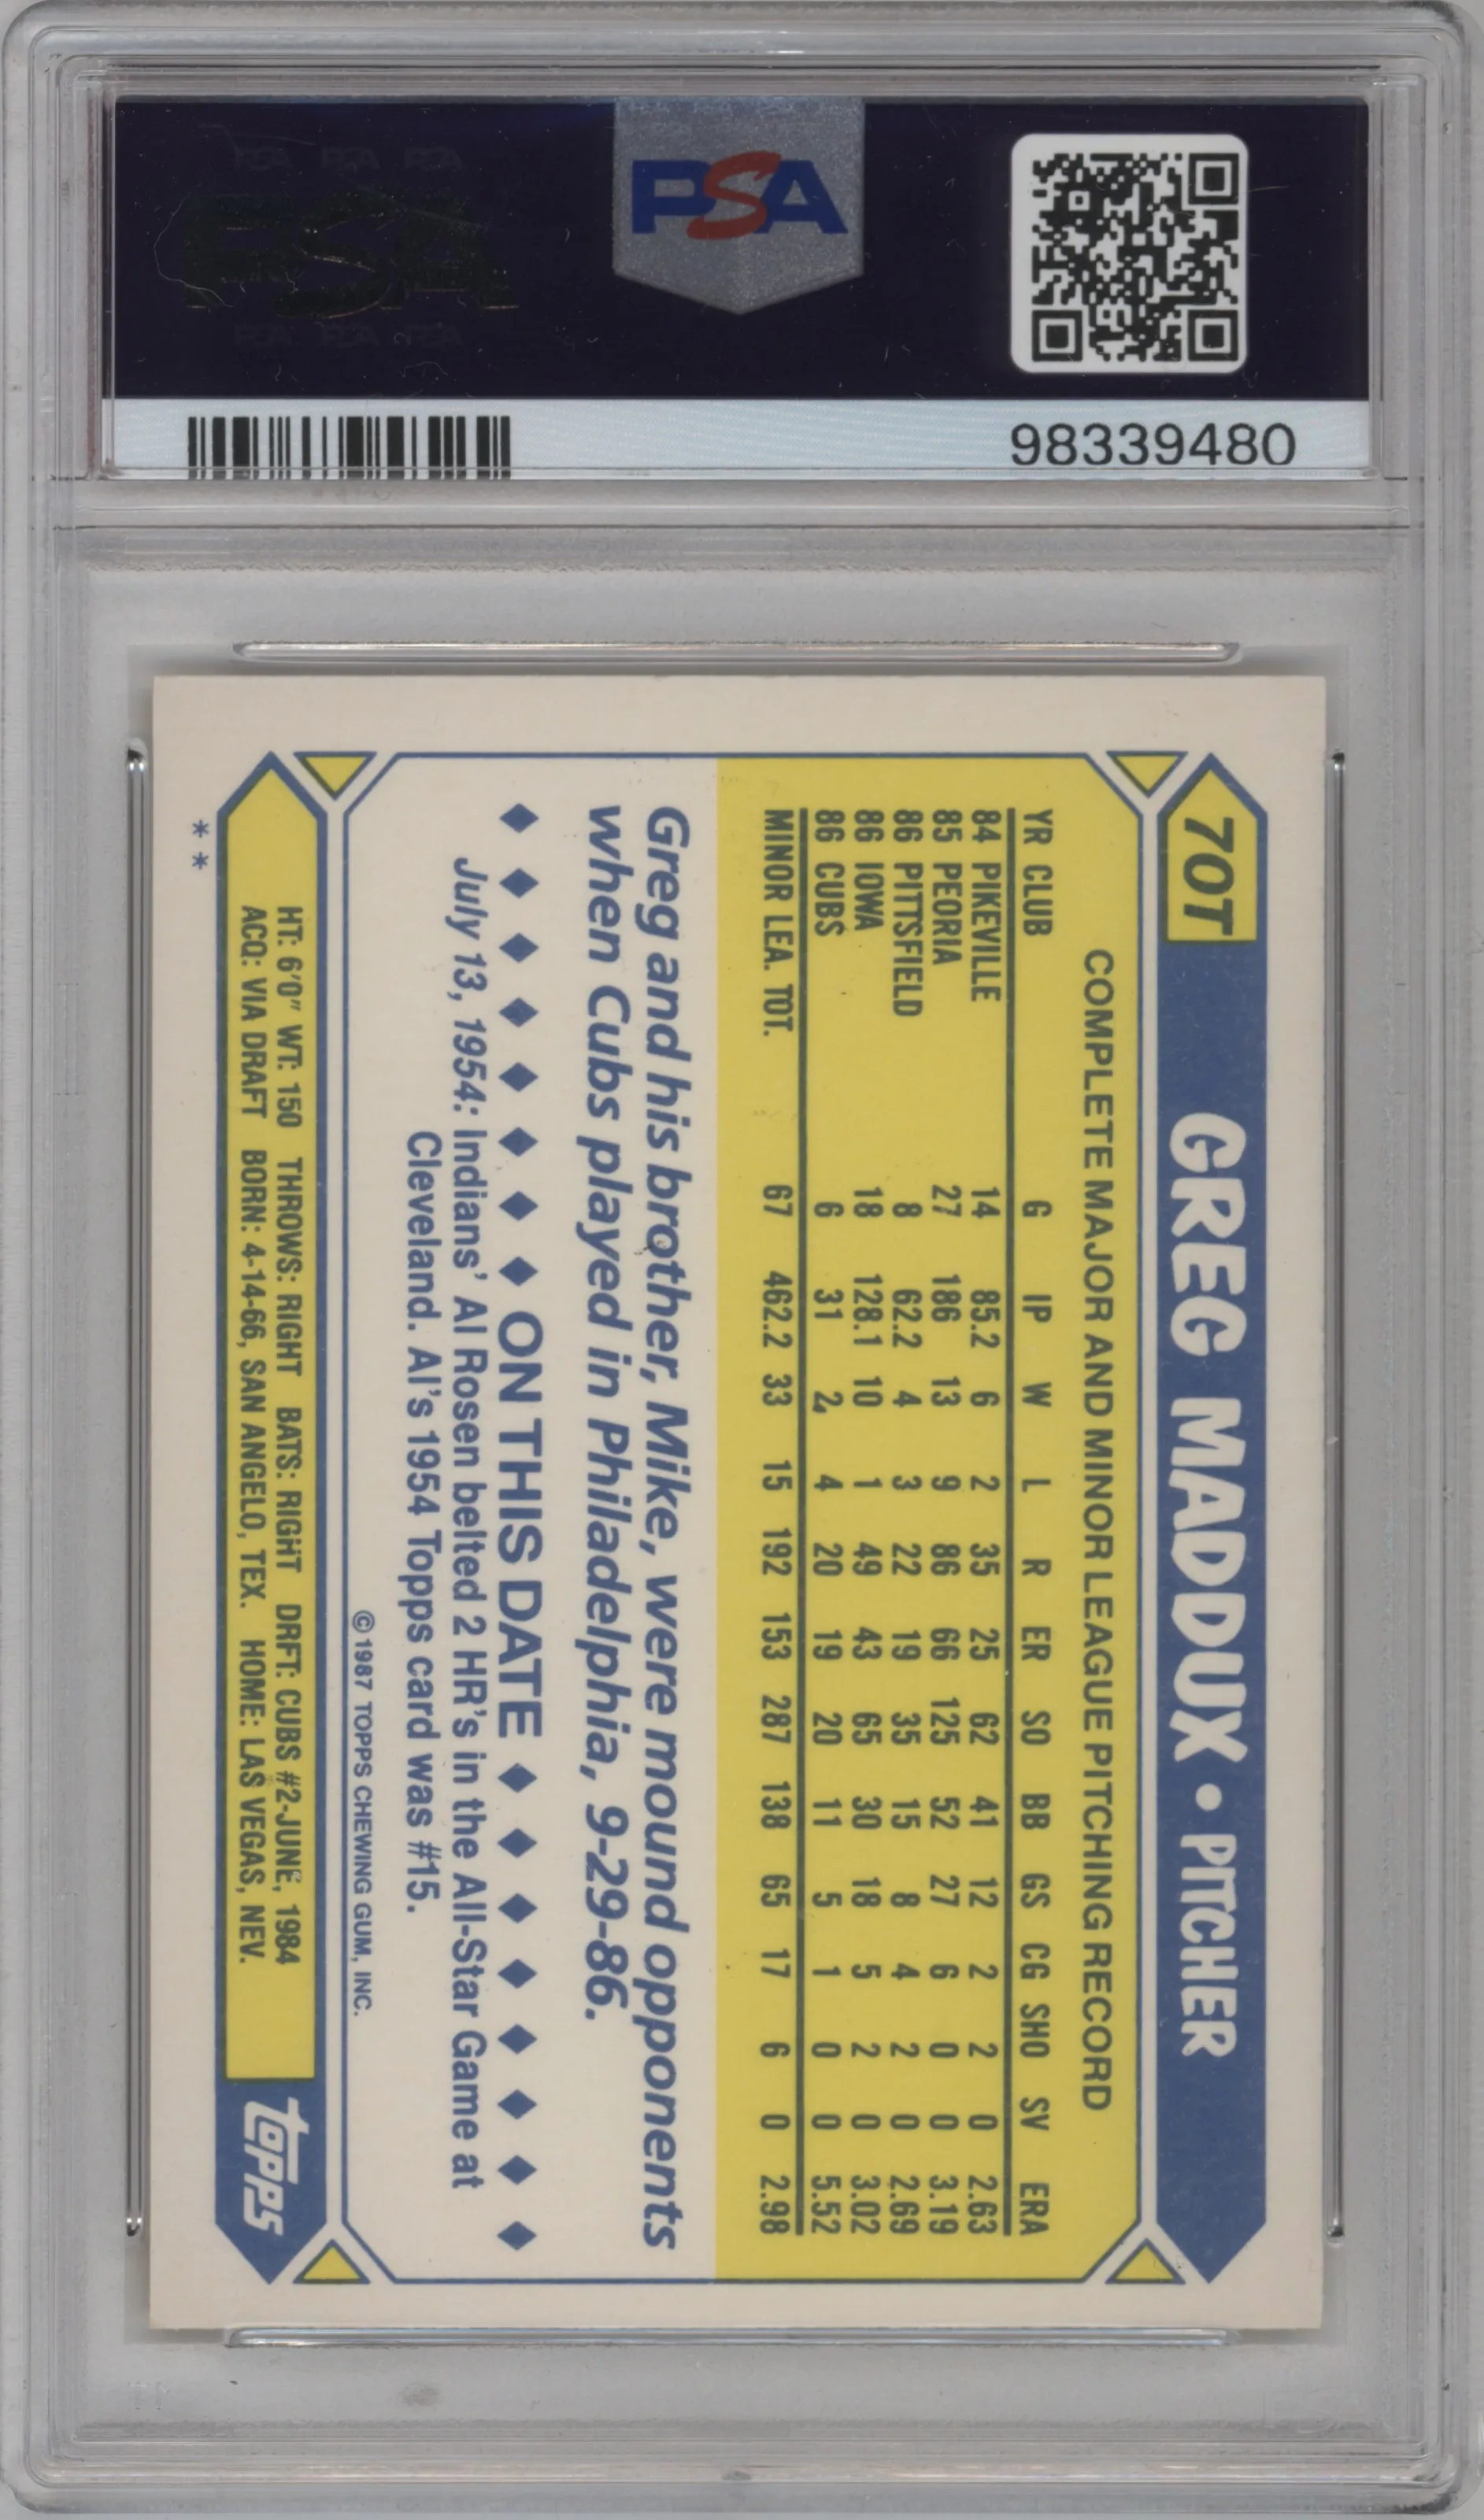 PSA
98339480
70T GREG MADDUX • PITCHER
COMPLETE MAJOR AND MINOR LEAGUE PITCHING RECORD
YR CLUB G IP W L R ER SO BB GS CG SHO SV ERA
84 PIKEVILLE 14 85.2 6 2 35 25 62 41 12 2 2 0 2.63
85 PEORIA 27 186 13 9 86 66 125 52 27 6 0 0 3.19
86 PITTSFIELD 8 62.2 4 3 22 19 35 15 8 4 2 0 2.69
86 IOWA 18 128.1 10 1 49 43 65 30 18 5 2 0 3.02
86 CUBS 6 31 2 4 20 19 20 11 5 1 0 0 5.52
MINOR LEA. TOT. 67 462.2 33 15 192 153 287 138 65 17 6 0 2.98
Greg and his brother, Mike, were mound opponents
when Cubs played in Philadelphia, 9-29-86.
ON THIS DATE
July 13, 1954: Indians' Al Rosen belted 2 HR's in the All-Star Game at
Cleveland. Al's 1954 Topps card was #15.
© 1987 TOPPS CHEWING GUM, INC.
HT: 6'0" WT: 150 THROWS: RIGHT BATS: RIGHT DRFT: CUBS #2-JUNE, 1984
ACQ: VIA DRAFT BORN: 4-14-66, SAN ANGELO, TEX. HOME: LAS VEGAS, NEV.
topps
**